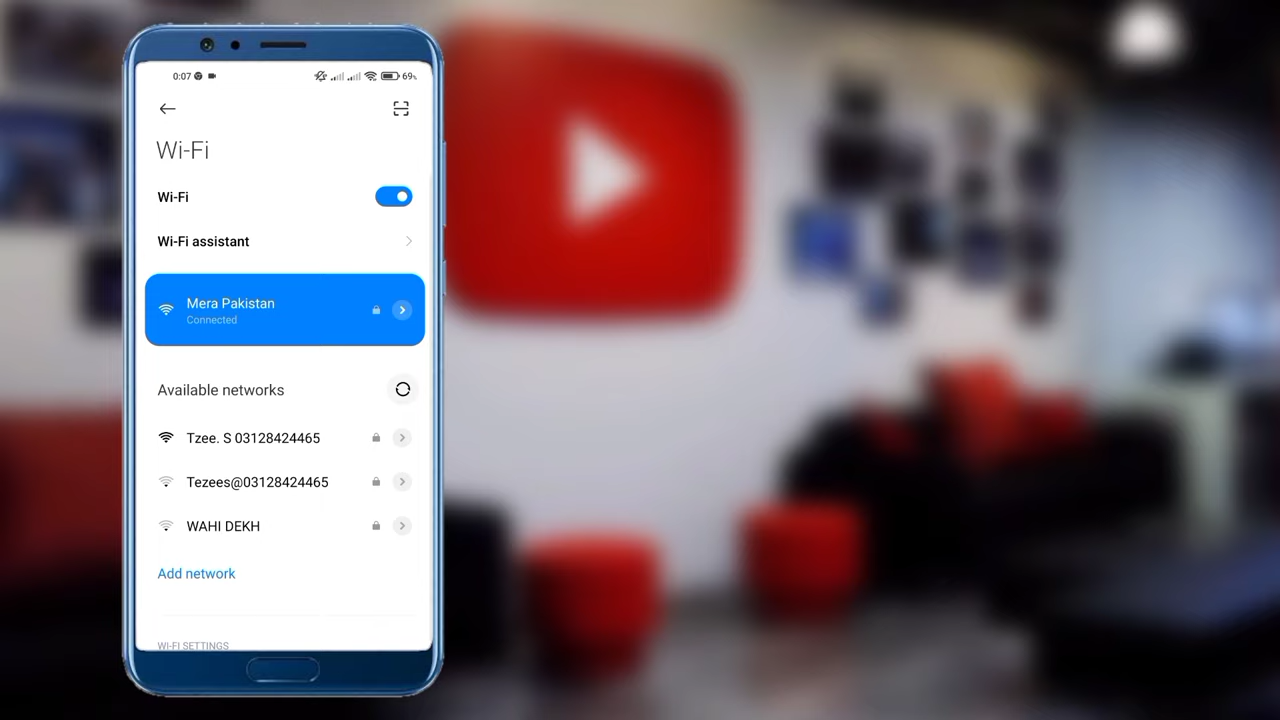 0:07
69%
Wi-Fi
Wi-Fi
Wi-Fi assistant
Mera Pakistan
Connected
Available networks
Tzee. S 03128424465
Tezees@03128424465
WAHI DEKH
Add network
WI-FI SETTINGS